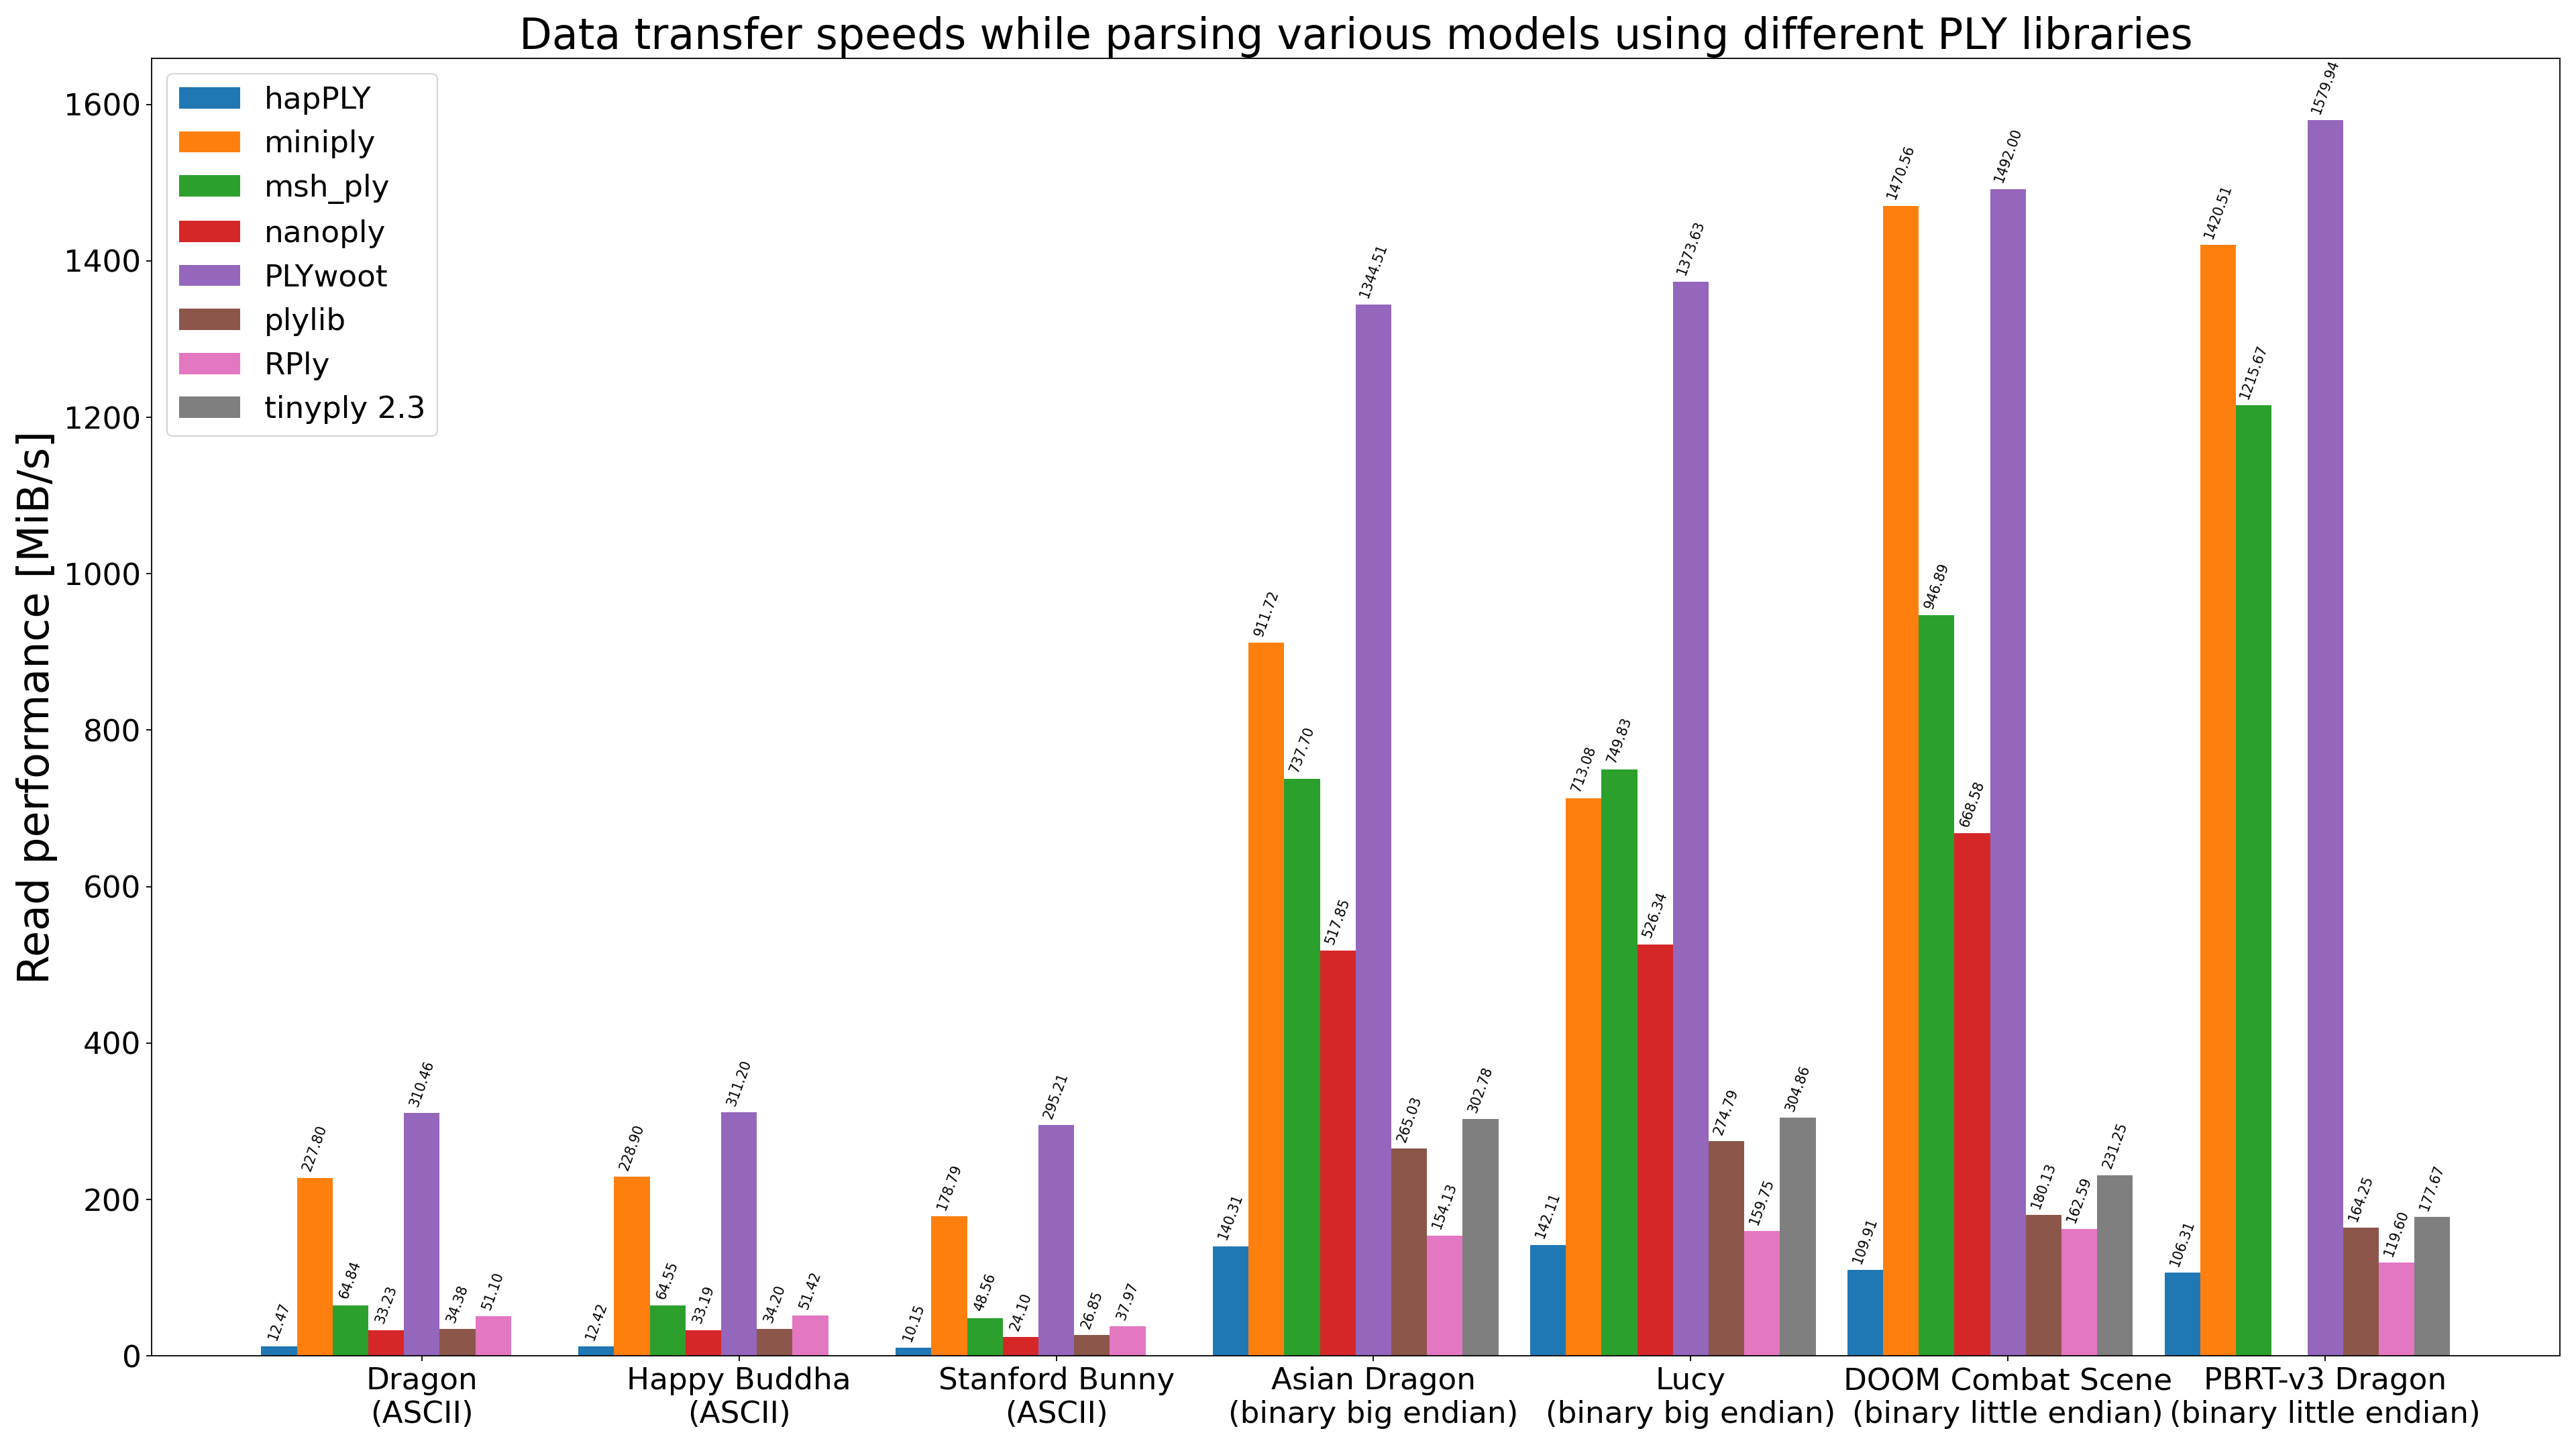 Data transfer speeds while parsing various models using different PLY libraries
Read performance [MiB/s]
1600
1400
1200
1000
800
600
400
200
0
hapPLY
miniply
msh_ply
nanoply
PLYwoot
plylib
RPly
tinyply 2.3
12.47
227.80
64.84
33.23
310.46
34.38
51.10
12.42
228.90
64.55
33.19
311.20
34.20
51.42
10.15
178.79
48.56
24.10
295.21
26.85
37.97
140.31
911.72
737.70
517.85
1344.51
265.03
154.13
302.78
142.11
713.08
749.83
526.34
1373.63
274.79
159.75
304.86
109.91
1470.56
946.89
668.58
1492.00
180.13
162.59
231.25
106.31
1420.51
1215.67
1579.94
164.25
119.60
177.67
Dragon
(ASCII)
Happy Buddha
(ASCII)
Stanford Bunny
(ASCII)
Asian Dragon
(binary big endian)
Lucy
(binary big endian)
DOOM Combat Scene
(binary little endian)
PBRT-v3 Dragon
(binary little endian)